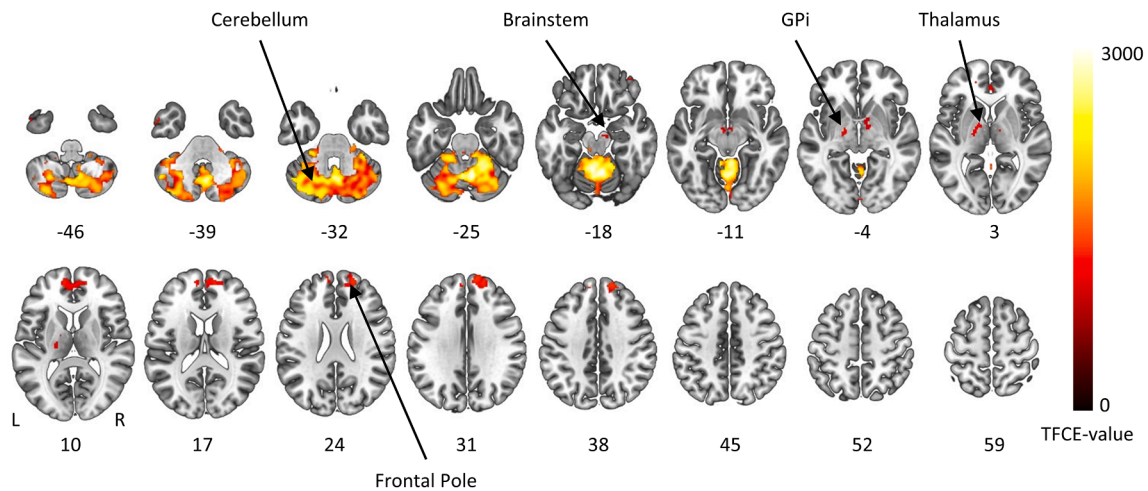 Cerebellum Brainstem GPi Thalamus
3000
-46 -39 -32 -25 -18 -11 -4 3
0
TFCE-value
L R
10 17 24 31 38 45 52 59
Frontal Pole